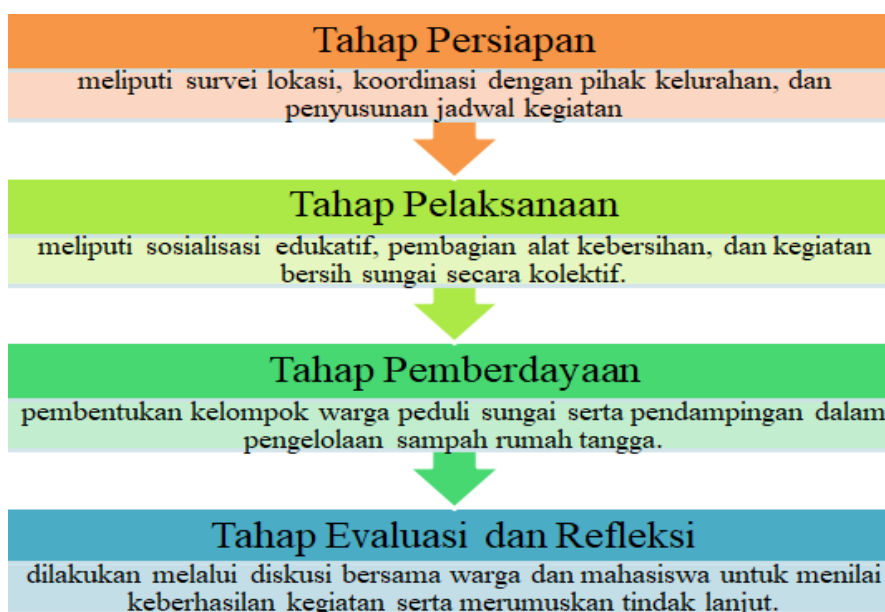 Tahap Persiapan
meliputi survei lokasi, koordinasi dengan pihak kelurahan, dan
penyusunan jadwal kegiatan
Tahap Pelaksanaan
meliputi sosialisasi edukatif, pembagian alat kebersihan, dan kegiatan
bersih sungai secara kolektif.
Tahap Pemberdayaan
pembentukan kelompok warga peduli sungai serta pendampingan dalam
pengelolaan sampah rumah tangga.
Tahap Evaluasi dan Refleksi
dilakukan melalui diskusi bersama warga dan mahasiswa untuk menilai
keberhasilan kegiatan serta merumuskan tindak lanjut.